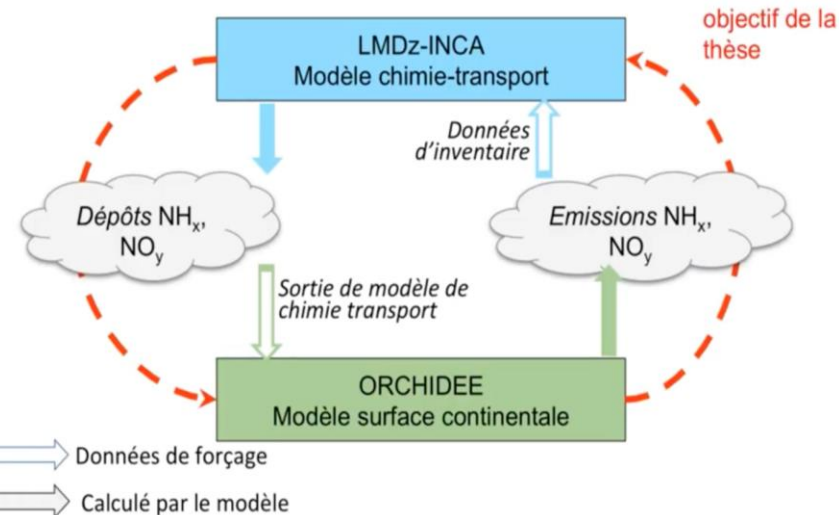 objectif de la
thèse
LMDz-INCA
Modèle chimie-transport
Données
d'inventaire
Dépôts NHx,
NOy
Emissions NHx,
NOy
Sortie de modèle de
chimie transport
ORCHIDEE
Modèle surface continentale
Données de forçage
Calculé par le modèle